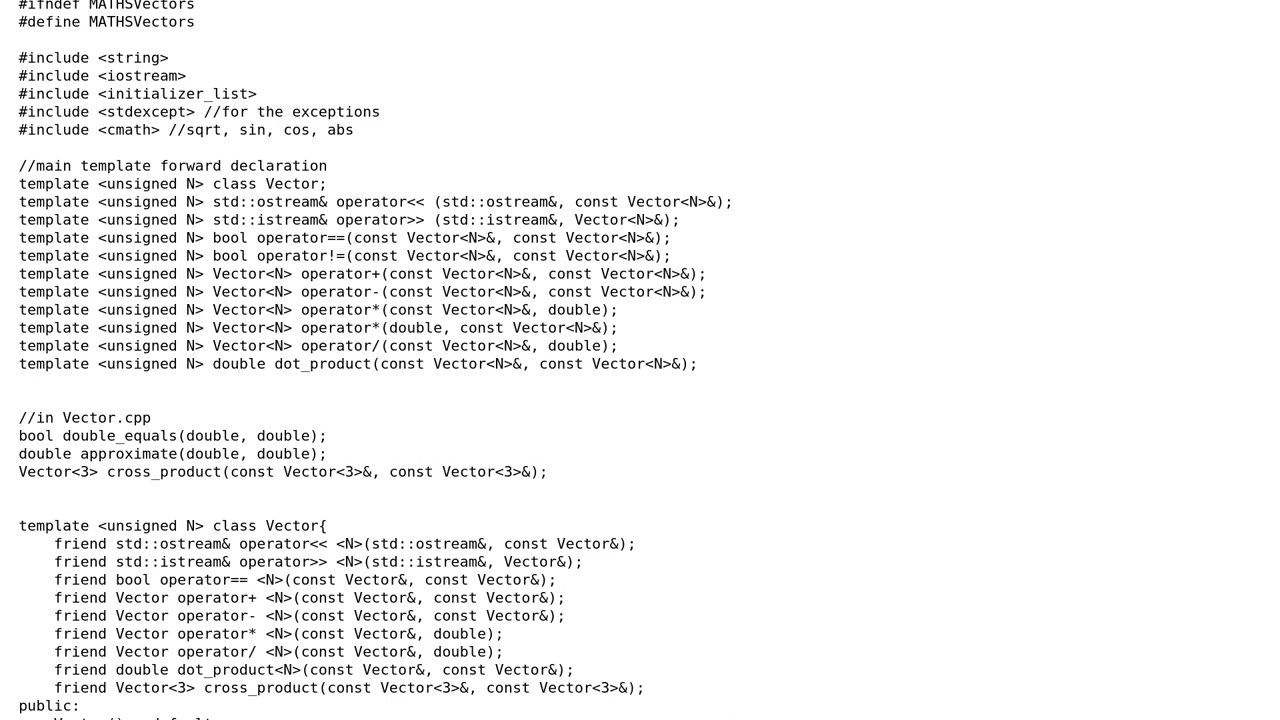 #ifndef MATHSVectors
#define MATHSVectors

#include <string>
#include <iostream>
#include <initializer_list>
#include <stdexcept> //for the exceptions
#include <cmath> //sqrt, sin, cos, abs

//main template forward declaration
template <unsigned N> class Vector;
template <unsigned N> std::ostream& operator<< (std::ostream&, const Vector<N>&);
template <unsigned N> std::istream& operator>> (std::istream&, Vector<N>&);
template <unsigned N> bool operator==(const Vector<N>&, const Vector<N>&);
template <unsigned N> bool operator!=(const Vector<N>&, const Vector<N>&);
template <unsigned N> Vector<N> operator+(const Vector<N>&, const Vector<N>&);
template <unsigned N> Vector<N> operator-(const Vector<N>&, const Vector<N>&);
template <unsigned N> Vector<N> operator*(const Vector<N>&, double);
template <unsigned N> Vector<N> operator*(double, const Vector<N>&);
template <unsigned N> Vector<N> operator/(const Vector<N>&, double);
template <unsigned N> double dot_product(const Vector<N>&, const Vector<N>&);


//in Vector.cpp
bool double_equals(double, double);
double approximate(double, double);
Vector<3> cross_product(const Vector<3>&, const Vector<3>&);


template <unsigned N> class Vector{
    friend std::ostream& operator<< <N>(std::ostream&, const Vector&);
    friend std::istream& operator>> <N>(std::istream&, Vector&);
    friend bool operator== <N>(const Vector&, const Vector&);
    friend Vector operator+ <N>(const Vector&, const Vector&);
    friend Vector operator- <N>(const Vector&, const Vector&);
    friend Vector operator* <N>(const Vector&, double);
    friend Vector operator/ <N>(const Vector&, double);
    friend double dot_product<N>(const Vector&, const Vector&);
    friend Vector<3> cross_product(const Vector<3>&, const Vector<3>&);
public: